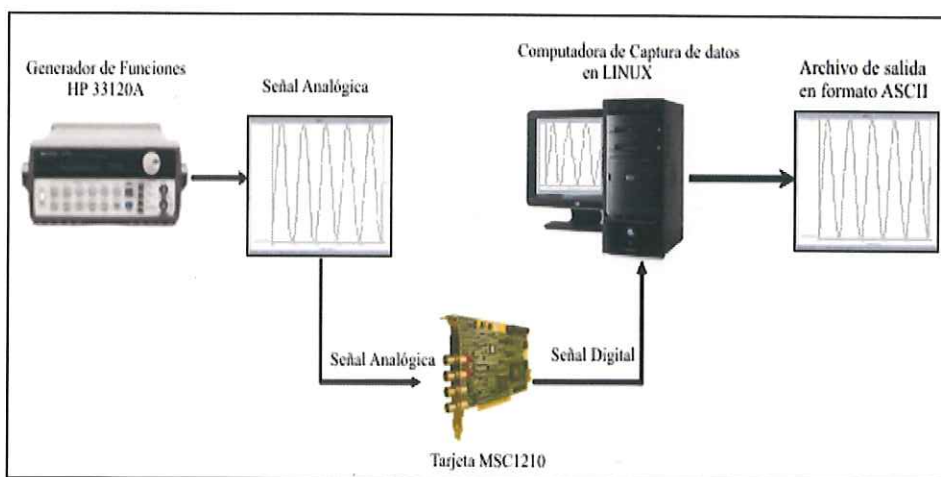 Generador de Funciones
HP 33120A
Señal Analógica
Computadora de Captura de datos
en LINUX
Archivo de salida
en formato ASCII
Señal Analógica
Señal Digital
Tarjeta MSC1210